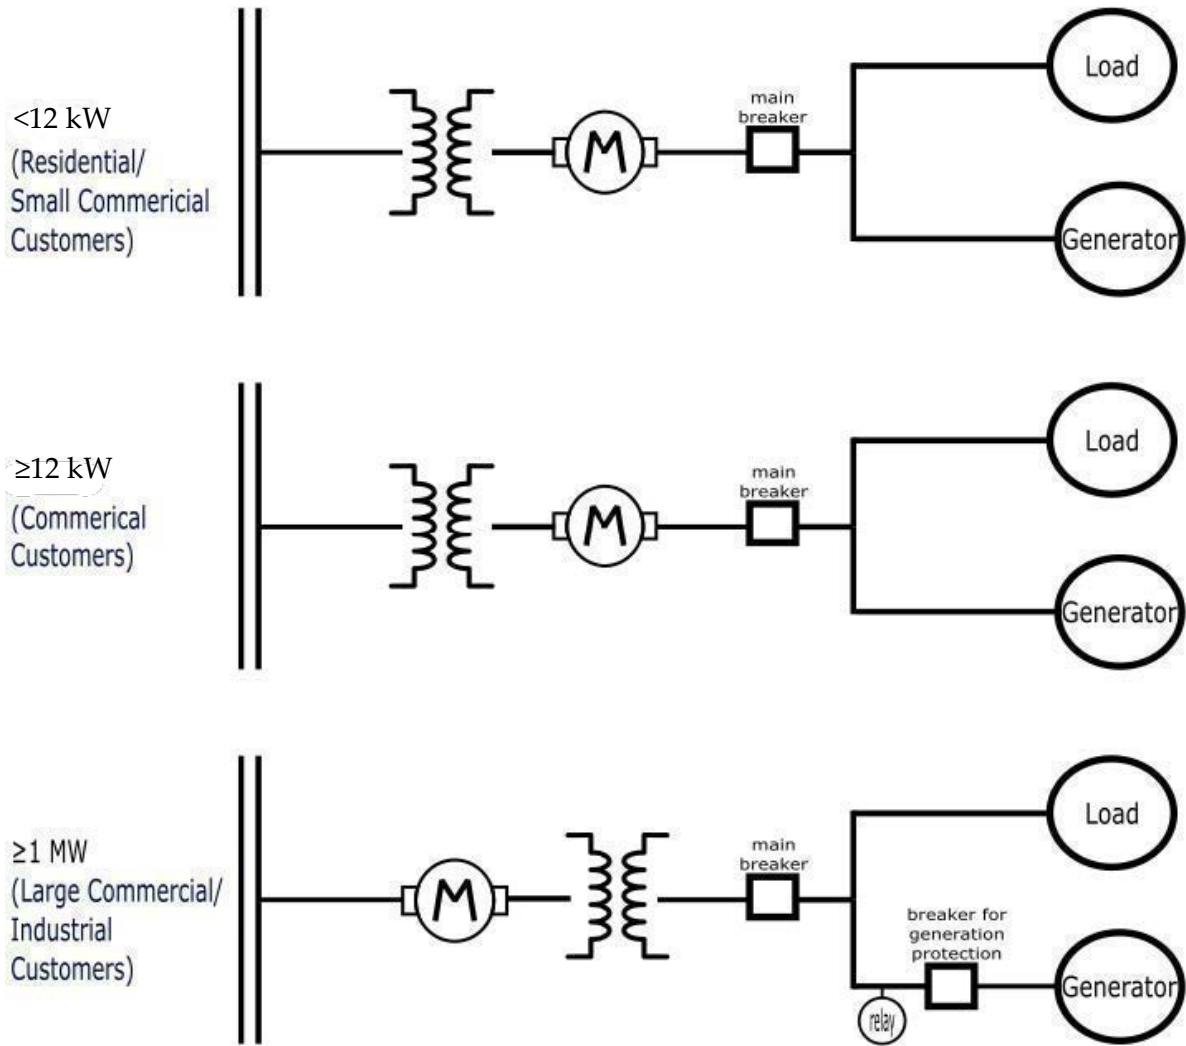 <12 kW
(Residential/
Small Commericial
Customers)
M
main
breaker
Load
Generator
≥12 kW
(Commerical
Customers)
M
main
breaker
Load
Generator
≥1 MW
(Large Commercial/
Industrial
Customers)
M
main
breaker
Load
breaker for
generation
protection
relay
Generator